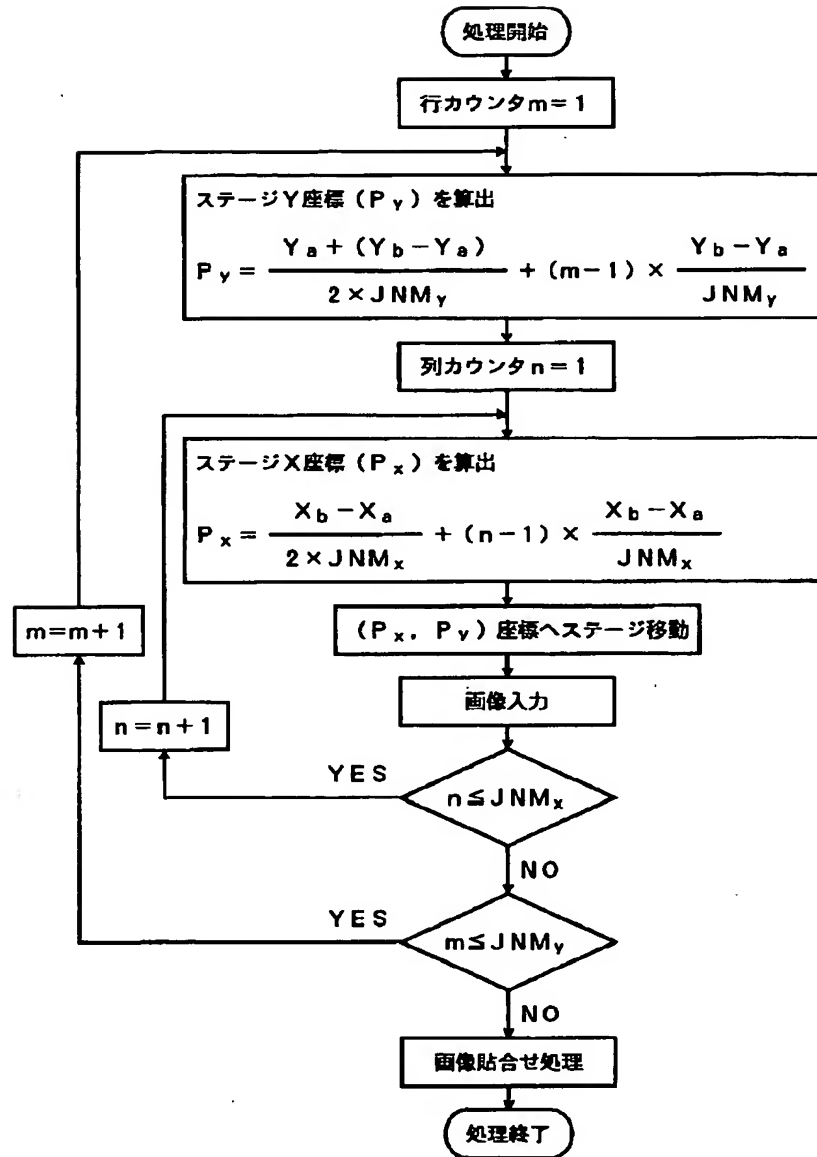 処理開始
行カウンタm=1
ステージY座標(Py)を算出
Py = Ya+(Yb−Ya) / 2×JNMy + (m−1) × Yb−Ya / JNMy
列カウンタn=1
ステージX座標(Px)を算出
Px = Xb−Xa / 2×JNMx + (n−1) × Xb−Xa / JNMx
(Px, Py)座標へステージ移動
m=m+1
画像入力
n=n+1
YES
n≦JNMx
NO
YES
m≦JNMy
NO
画像貼合せ処理
処理終了